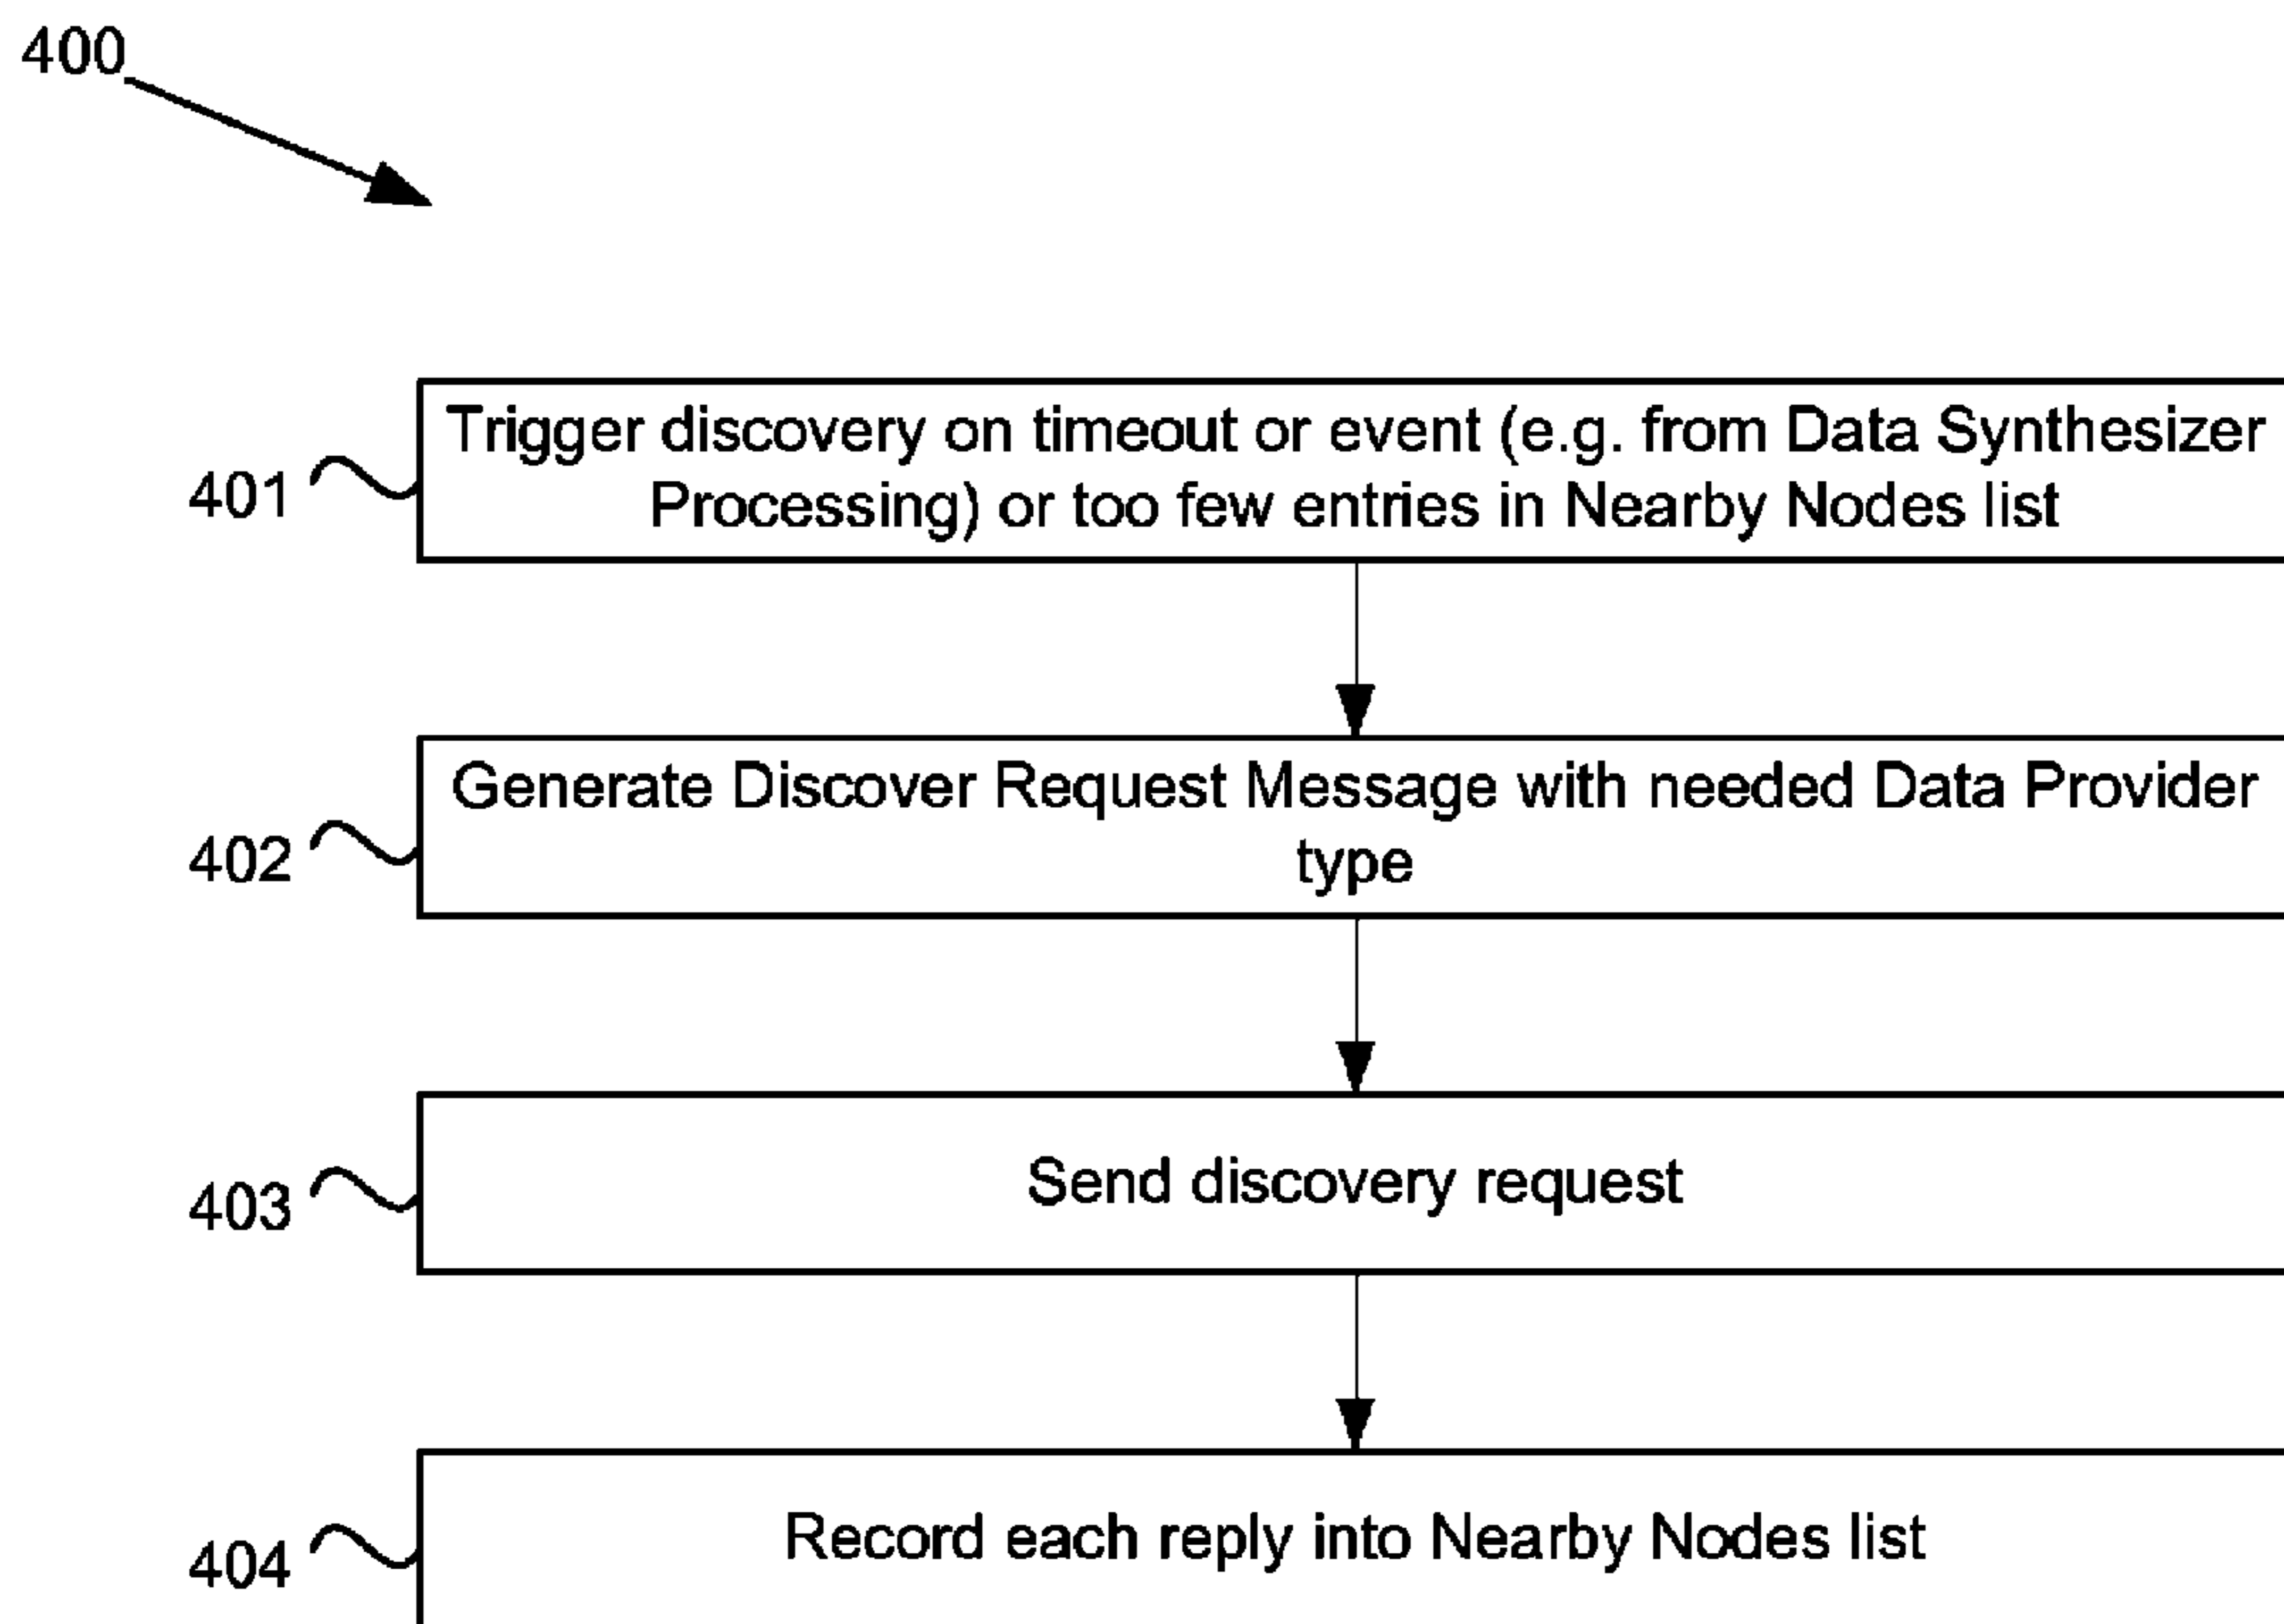 400
401
Trigger discovery on timeout or event (e.g. from Data Synthesizer
Processing) or too few entries in Nearby Nodes list
402
Generate Discover Request Message with needed Data Provider
type
403
Send discovery request
404
Record each reply into Nearby Nodes list